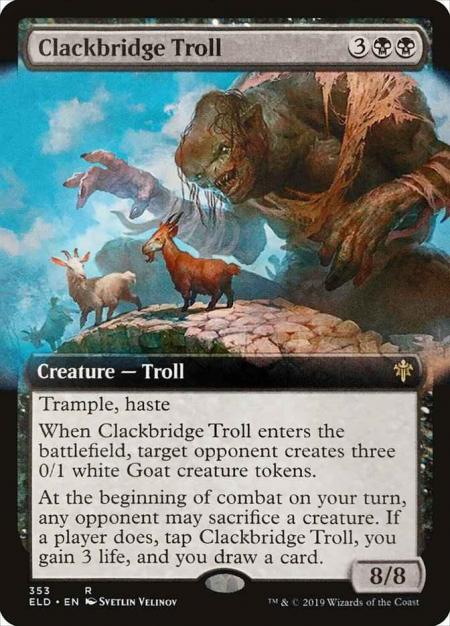 Clackbridge Troll 3
Creature — Troll
Trample, haste
When Clackbridge Troll enters the
battlefield, target opponent creates three
0/1 white Goat creature tokens.
At the beginning of combat on your turn,
any opponent may sacrifice a creature. If
a player does, tap Clackbridge Troll, you
gain 3 life, and you draw a card.
8/8
353 R
ELD • EN Svetlin Velinov
™ & © 2019 Wizards of the Coast